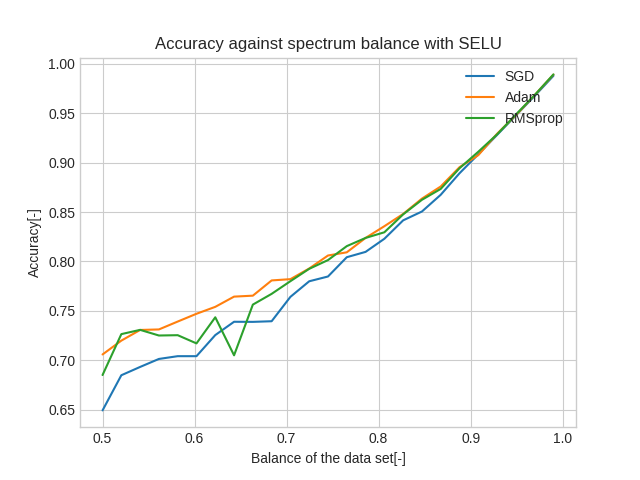 Accuracy against spectrum balance with SELU
1.00
0.95
0.90
0.85
0.80
0.75
0.70
0.65
Accuracy[-]
SGD
Adam
RMSprop
0.5 0.6 0.7 0.8 0.9 1.0
Balance of the data set[-]